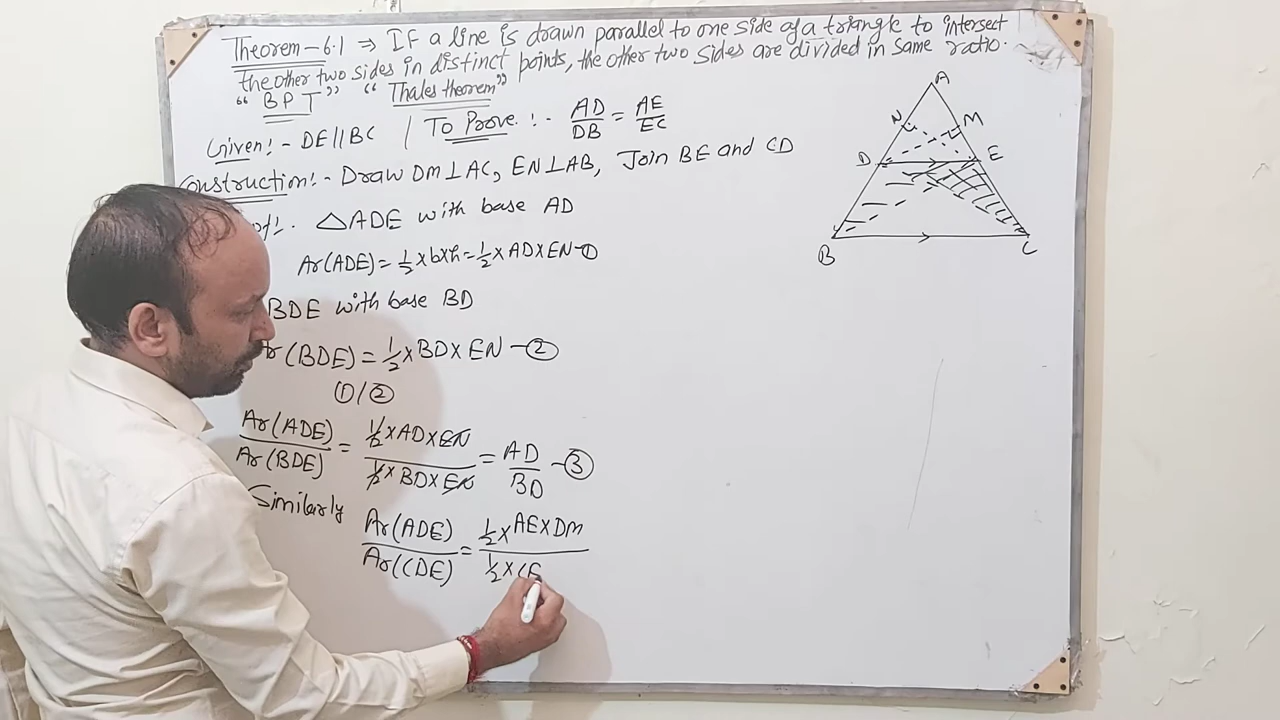 Theorem-6.1 ⇒ If a line is drawn parallel to one side of a triangle to intersect
the other two sides in distinct points, the other two sides are divided in same ratio.
"BPT" "Thales theorem"
Given:- DE||BC / To Prove:- AD/DB = AE/EC
onstruction:- Draw DM⊥AC, EN⊥AB, Join BE and CD
of:- △ADE with base AD
Ar(ADE) = 1/2 × b×h = 1/2 × AD × EN - ①
BDE with base BD
Ar(BDE) = 1/2 × BD × EN - ②
①/②
Ar(ADE)/Ar(BDE) = 1/2 × AD × EN / 1/2 × BD × EN = AD/BD - ③
Similarly
Ar(ADE)/Ar(CDE) = 1/2 × AE × DM / 1/2 × CE
A
N
M
D
E
B
C